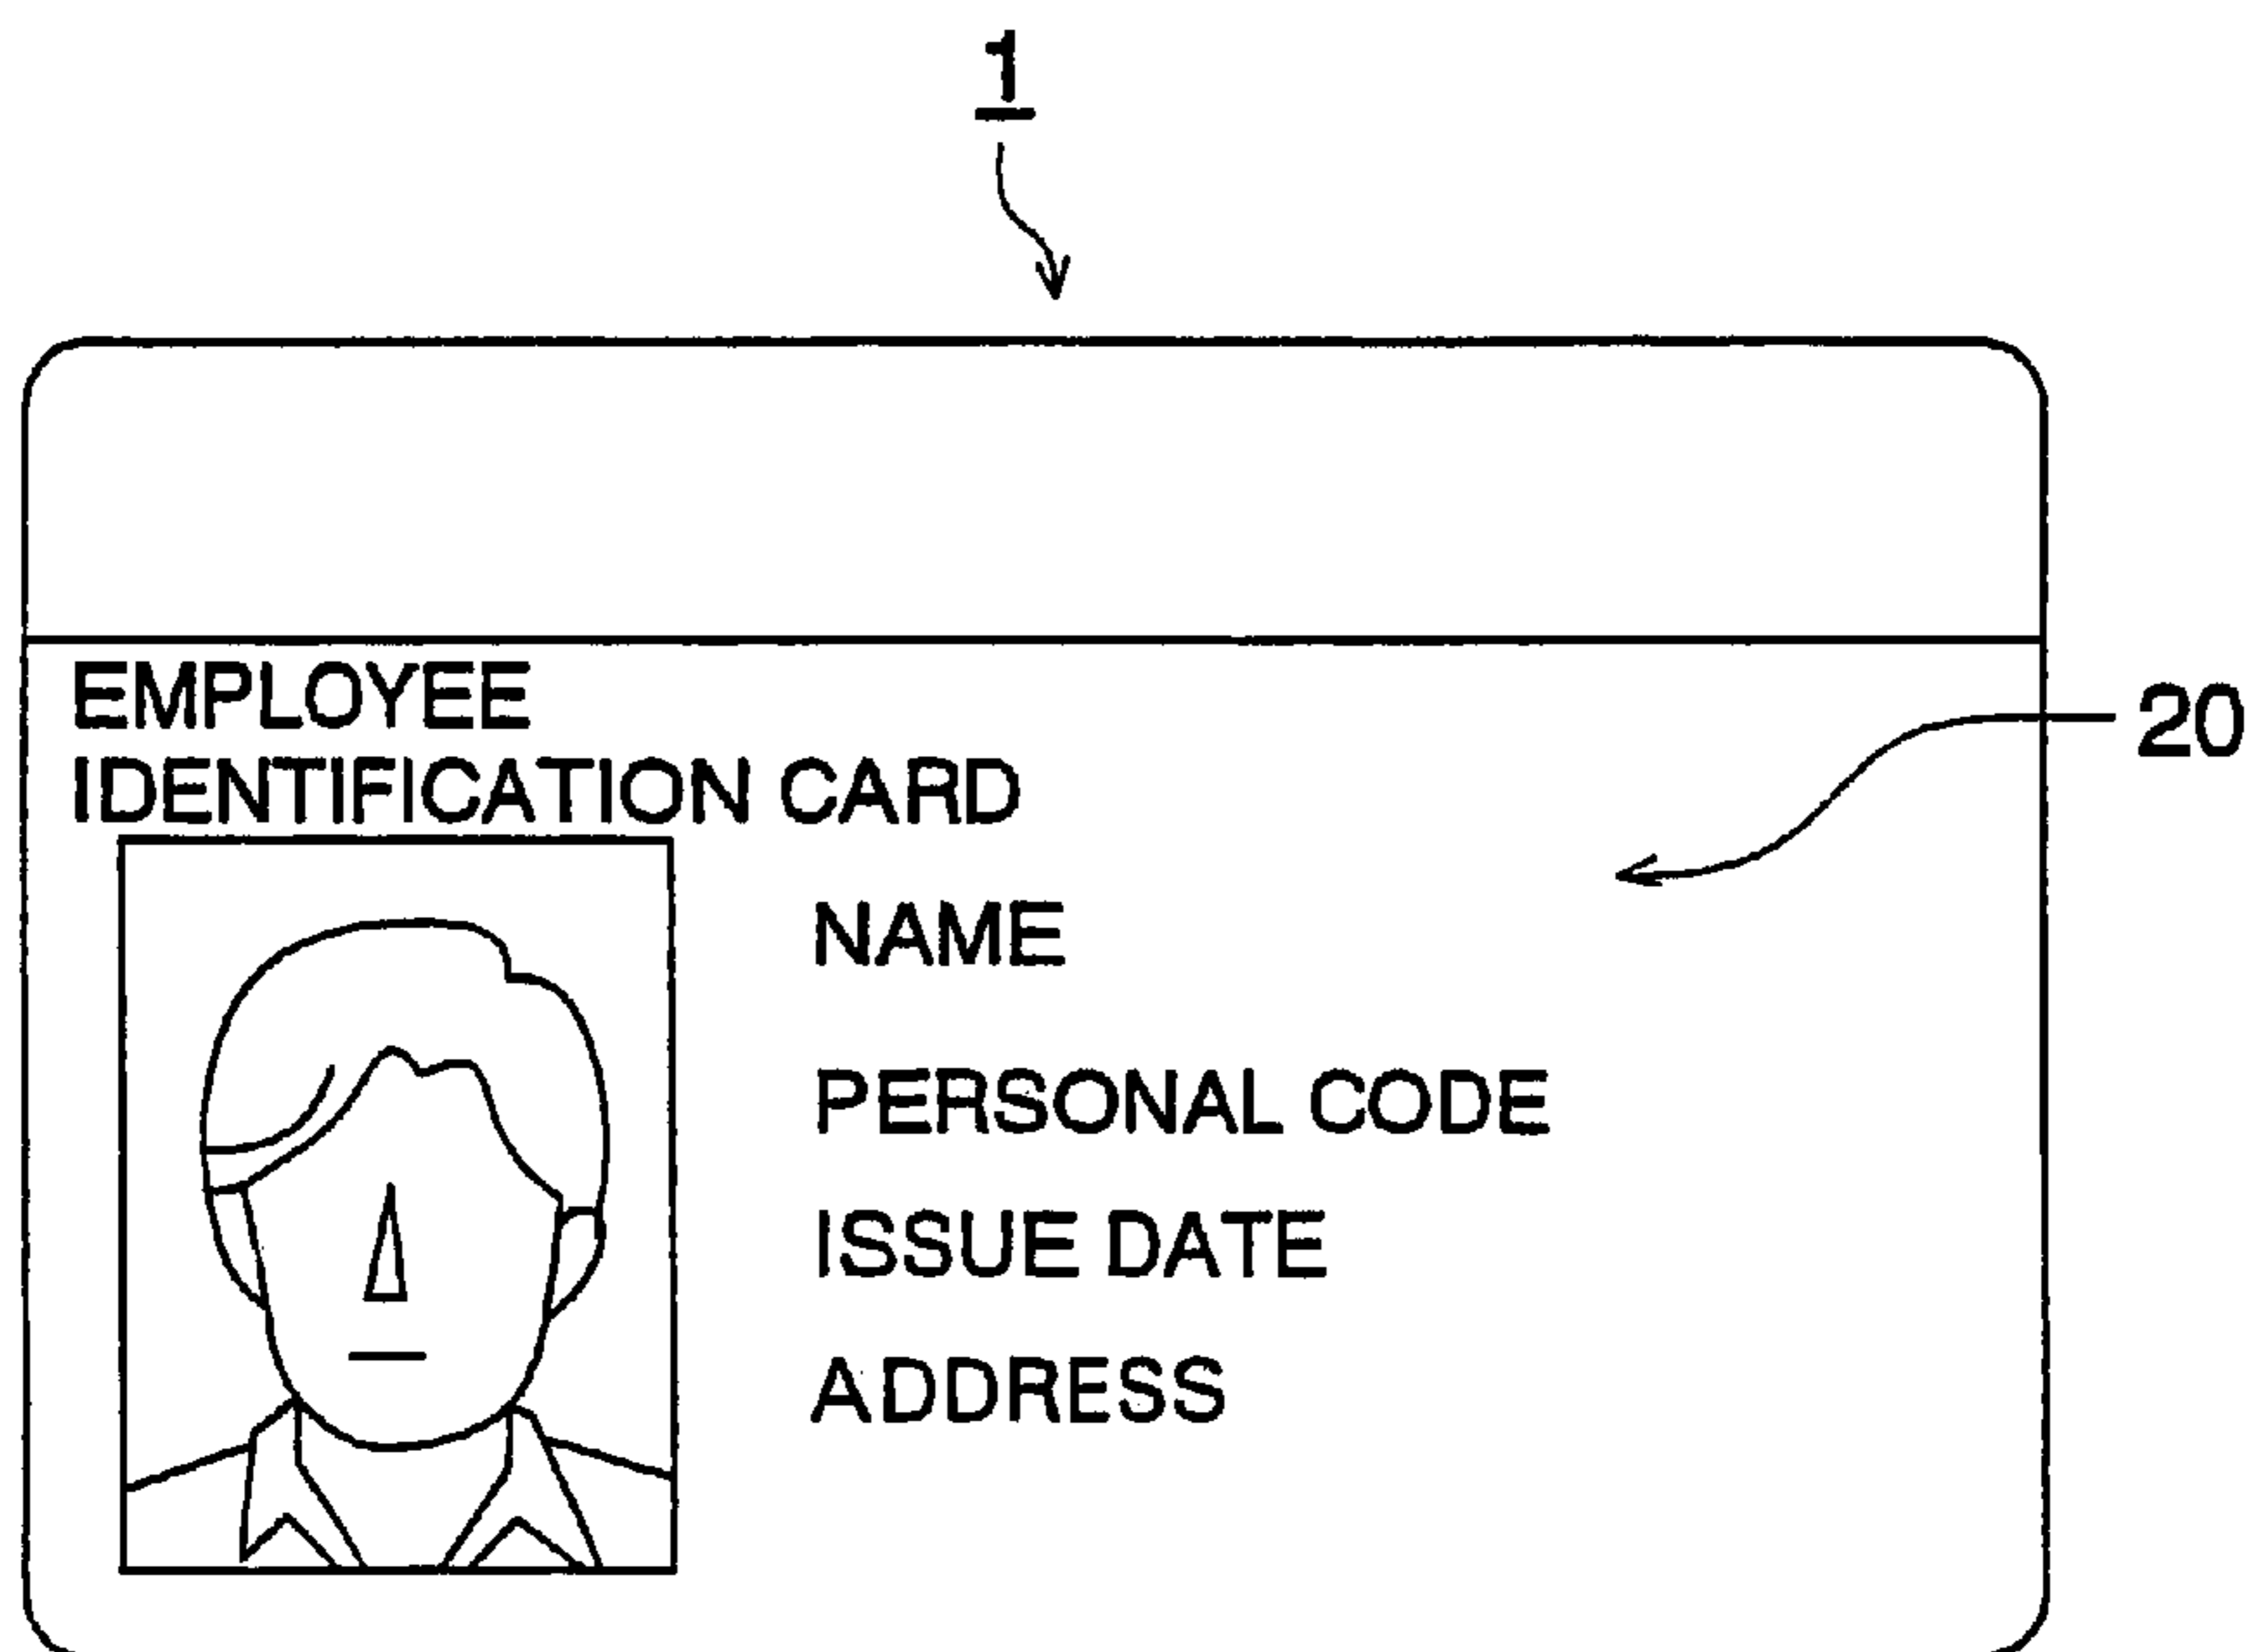 1
EMPLOYEE
IDENTIFICATION CARD
20
NAME
PERSONAL CODE
ISSUE DATE
ADDRESS